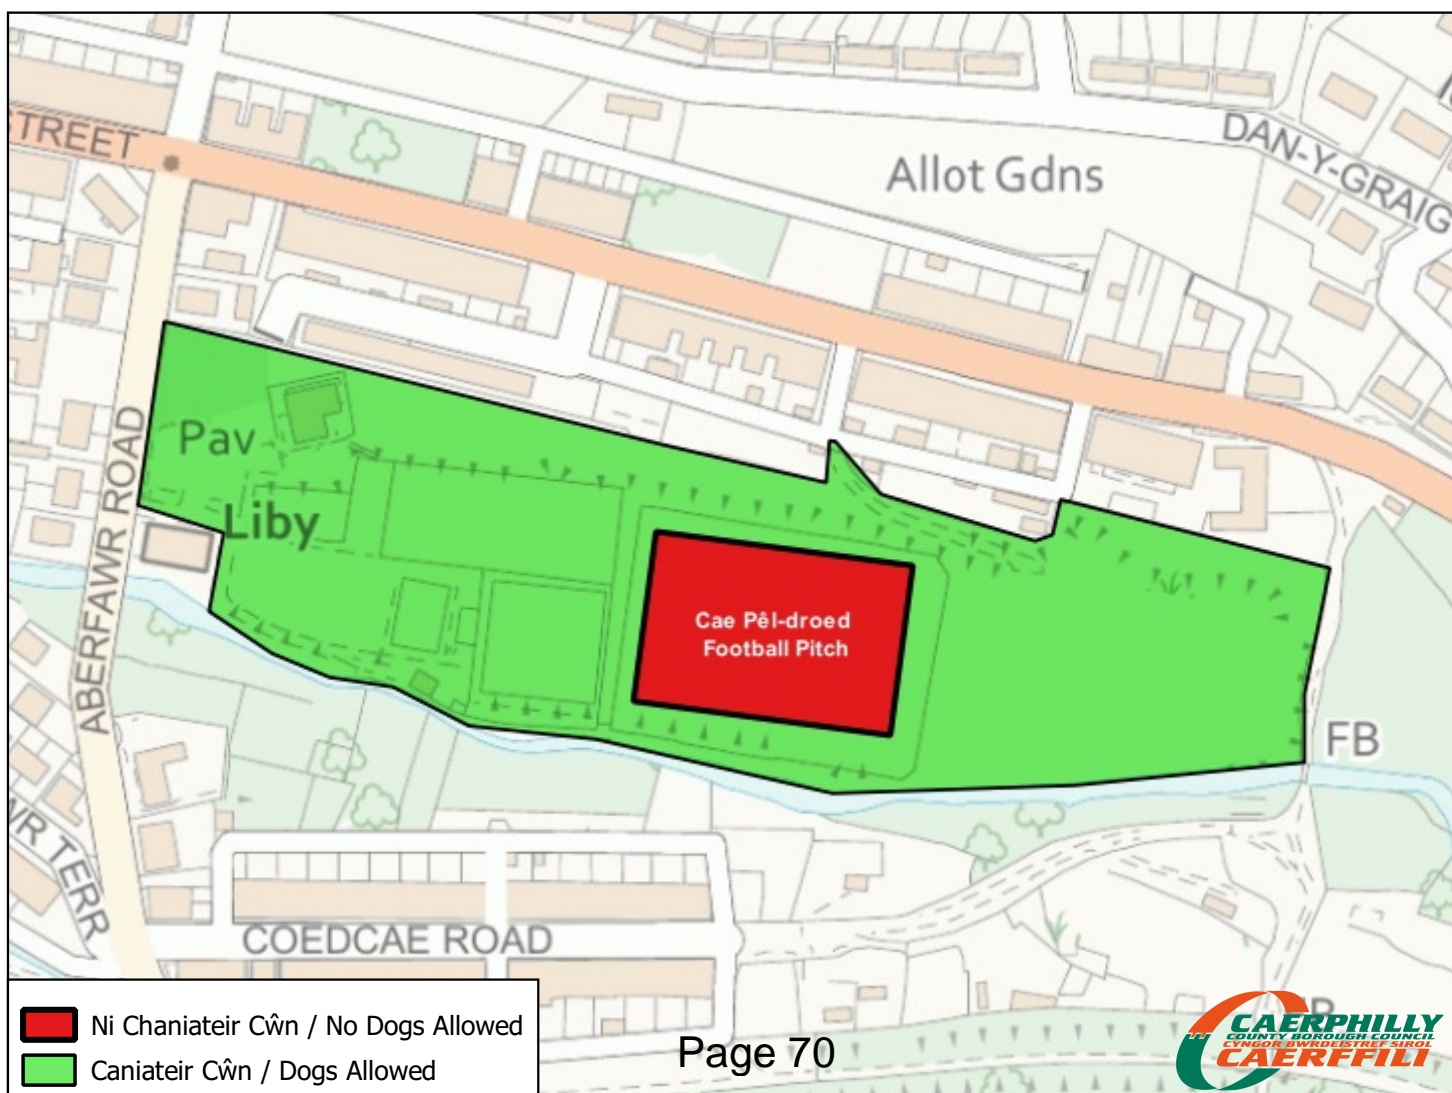 STREET
DAN-Y-GRAIG
Allot Gdns
ABERFAWR ROAD
Pav
Liby
Cae Pêl-droed
Football Pitch
FB
WR TERR
COEDCAE ROAD
Ni Chaniateir Cŵn / No Dogs Allowed
Caniateir Cŵn / Dogs Allowed
Page 70
CAERPHILLY
COUNTY BOROUGH COUNCIL
CYNGOR BWRDEISTREF SIROL
CAERFFILI